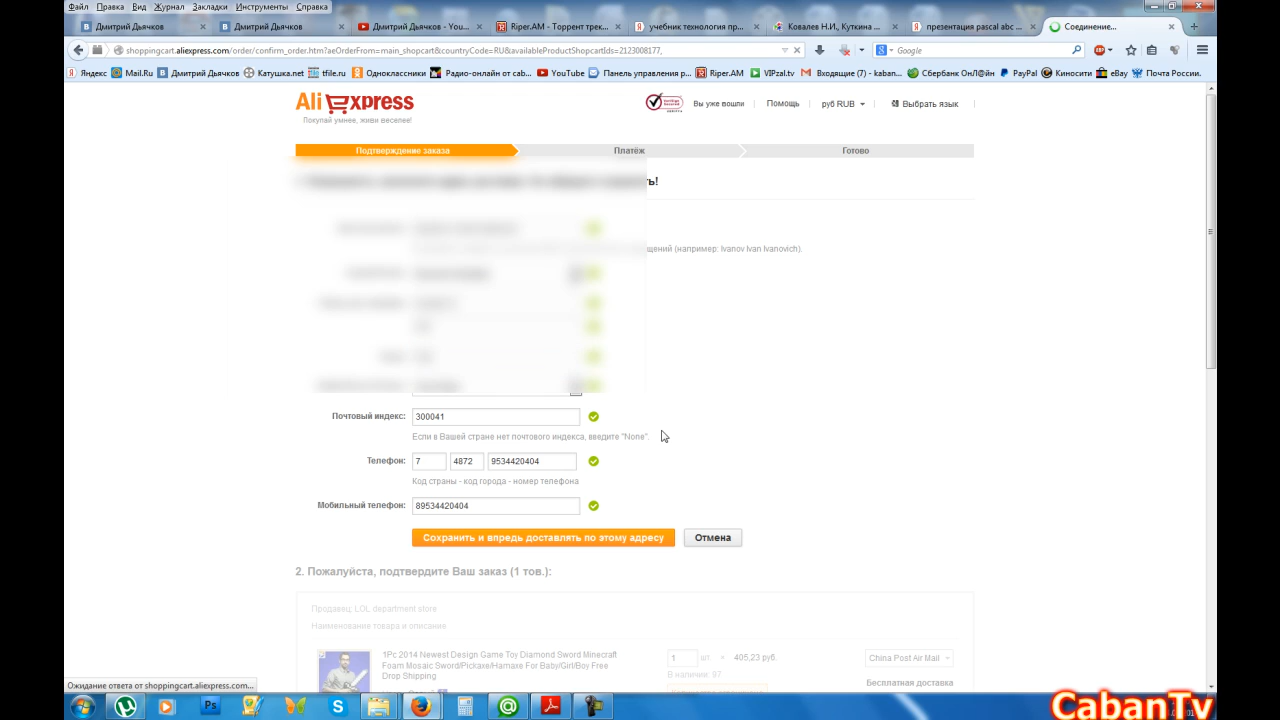 Файл Правка Вид Журнал Закладки Инструменты Справка
Дмитрий Дьячков Дмитрий Дьячков Дмитрий Дьячков - You... Riper.AM - Торрент трек... учебник технология пр... Ковалев Н.И, Куткина ... презентация pascal abc ... Соединение...
shoppingcart.aliexpress.com/order/confirm_order.htm?aeOrderFrom=main_shopcart&countryCode=RU&availableProductShopcartIds=2123008177, Google
Яндекс Mail.Ru Дмитрий Дьячков Катушка.net tfile.ru Одноклассники Радио-онлайн от cab... YouTube Панель управления р... Riper.AM VIPzal.tv Входящие (7) - kaban... Сбербанк ОнЛ@йн PayPal Киносити eBay Почта России.
AliExpress
Покупай умнее, живи веселее!
Вы уже вошли Помощь руб RUB Выбрать язык
Подтверждение заказа Платёж Готово
ь!
щений (например: Ivanov Ivan Ivanovich).
Почтовый индекс: 300041
Если в Вашей стране нет почтового индекса, введите "None".
Телефон: 7 4872 9534420404
Код страны - код города - номер телефона
Мобильный телефон: 89534420404
Сохранить и впредь доставлять по этому адресу Отмена
2. Пожалуйста, подтвердите Ваш заказ (1 тов.):
Продавец: LOL department store
Наименование товара и описание
1Pc 2014 Newest Design Game Toy Diamond Sword Minecraft 1 шт. × 405,23 руб. China Post Air Mail
Foam Mosaic Sword/Pickaxe/Hamaxe For Baby/Girl/Boy Free
Drop Shipping
В наличии: 97
Бесплатная доставка
Ожидание ответа от shoppingcart.aliexpress.com...
CabanTv